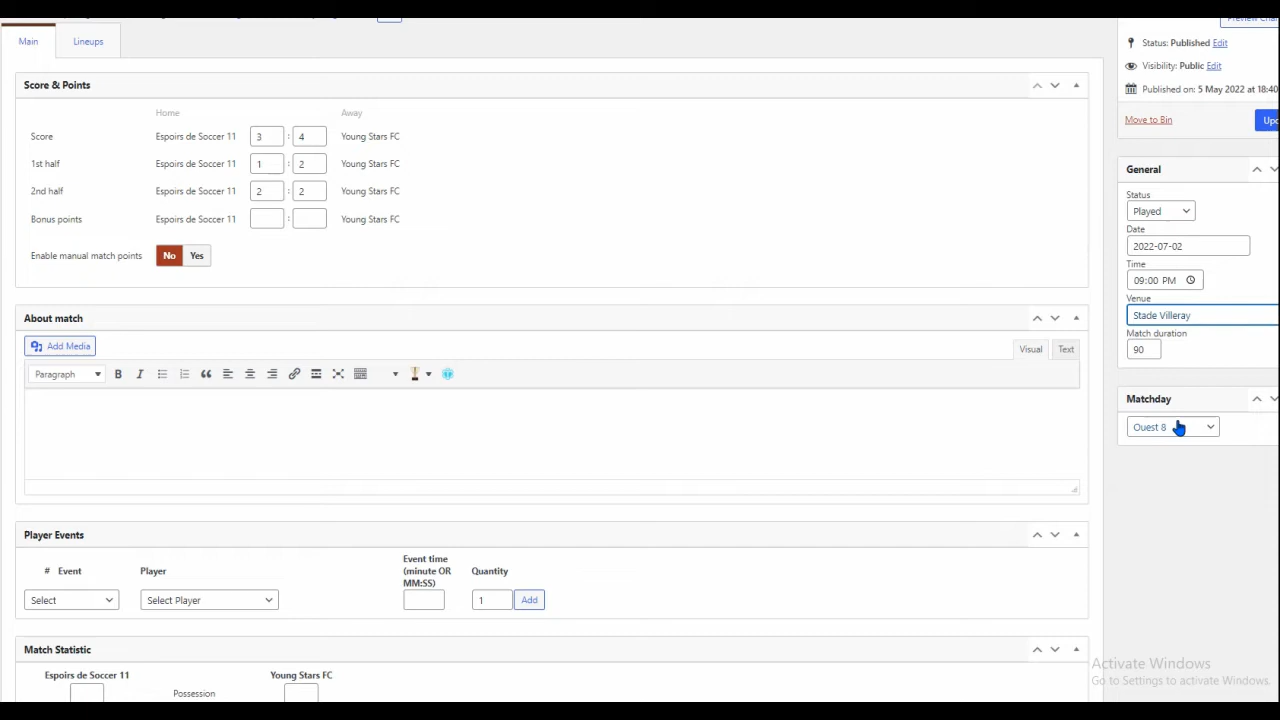 Preview Chan
Main
Lineups
Status: Published Edit
Visibility: Public Edit
Published on: 5 May 2022 at 18:40
Move to Bin
Upd
Score & Points
Home
Away
Score
Espoirs de Soccer 11
3 : 4
Young Stars FC
1st half
Espoirs de Soccer 11
1 : 2
Young Stars FC
2nd half
Espoirs de Soccer 11
2 : 2
Young Stars FC
Bonus points
Espoirs de Soccer 11
:
Young Stars FC
Enable manual match points
No
Yes
General
Status
Played
Date
2022-07-02
Time
09:00 PM
Venue
Stade Villeray
Match duration
90
Matchday
Ouest 8
About match
Add Media
Visual
Text
Paragraph
B
I
Player Events
# Event
Player
Event time
(minute OR
MM:SS)
Quantity
Select
Select Player
1
Add
Match Statistic
Espoirs de Soccer 11
Young Stars FC
Possession
Activate Windows
Go to Settings to activate Windows.